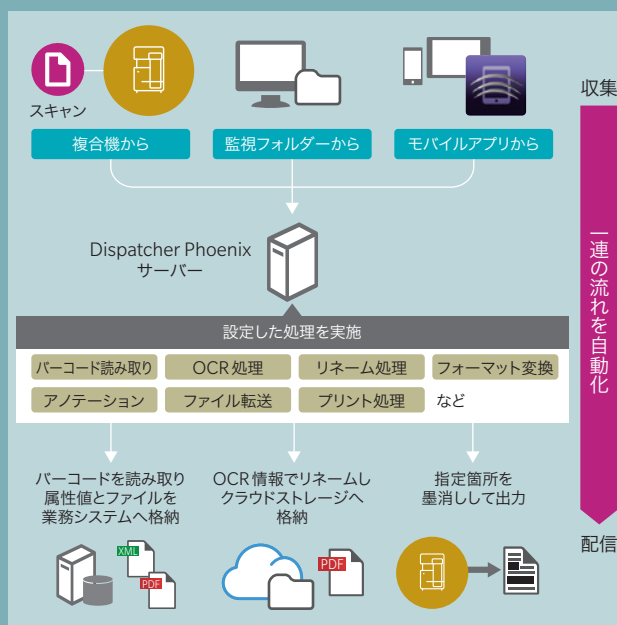 スキャン
収集
複合機から
監視フォルダーから
モバイルアプリから
一連の流れを自動化
Dispatcher Phoenix
サーバー
設定した処理を実施
バーコード読み取り
OCR処理
リネーム処理
フォーマット変換
アノテーション
ファイル転送
プリント処理
など
バーコードを読み取り
属性値とファイルを
業務システムへ格納
OCR情報でリネームし
クラウドストレージへ
格納
指定箇所を
墨消しして出力
配信
XML
PDF
PDF